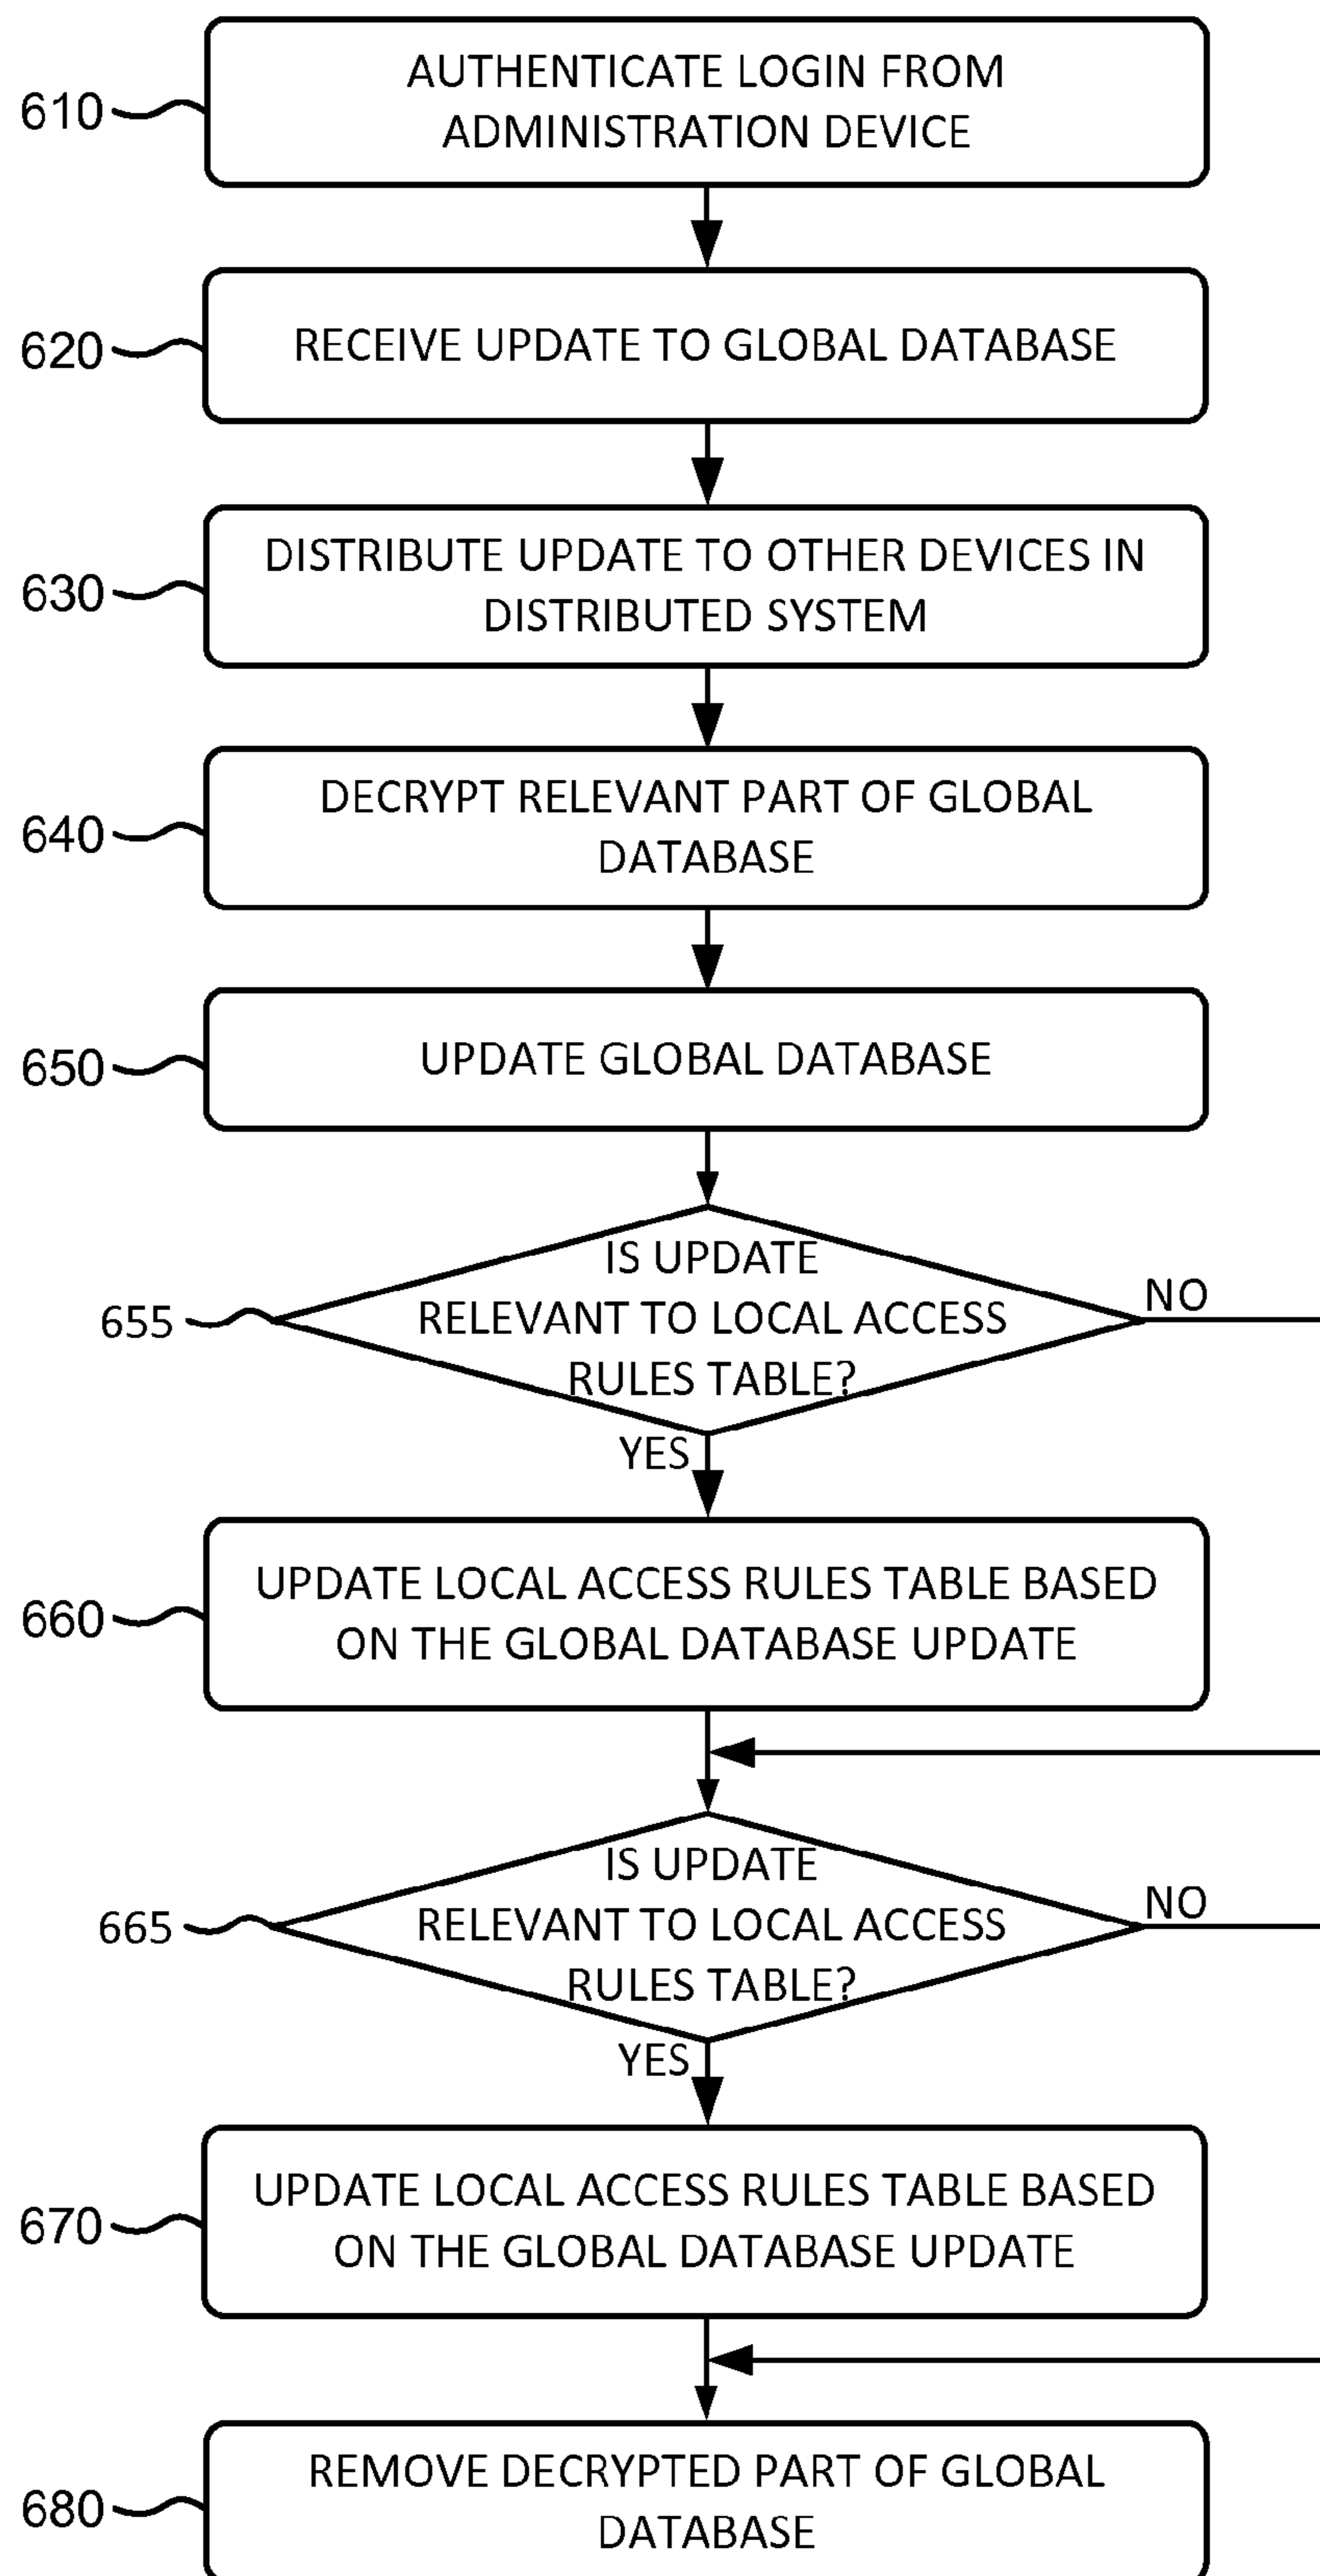 610
AUTHENTICATE LOGIN FROM
ADMINISTRATION DEVICE
620
RECEIVE UPDATE TO GLOBAL DATABASE
630
DISTRIBUTE UPDATE TO OTHER DEVICES IN
DISTRIBUTED SYSTEM
640
DECRYPT RELEVANT PART OF GLOBAL
DATABASE
650
UPDATE GLOBAL DATABASE
655
IS UPDATE
RELEVANT TO LOCAL ACCESS
RULES TABLE?
NO
YES
660
UPDATE LOCAL ACCESS RULES TABLE BASED
ON THE GLOBAL DATABASE UPDATE
665
IS UPDATE
RELEVANT TO LOCAL ACCESS
RULES TABLE?
NO
YES
670
UPDATE LOCAL ACCESS RULES TABLE BASED
ON THE GLOBAL DATABASE UPDATE
680
REMOVE DECRYPTED PART OF GLOBAL
DATABASE